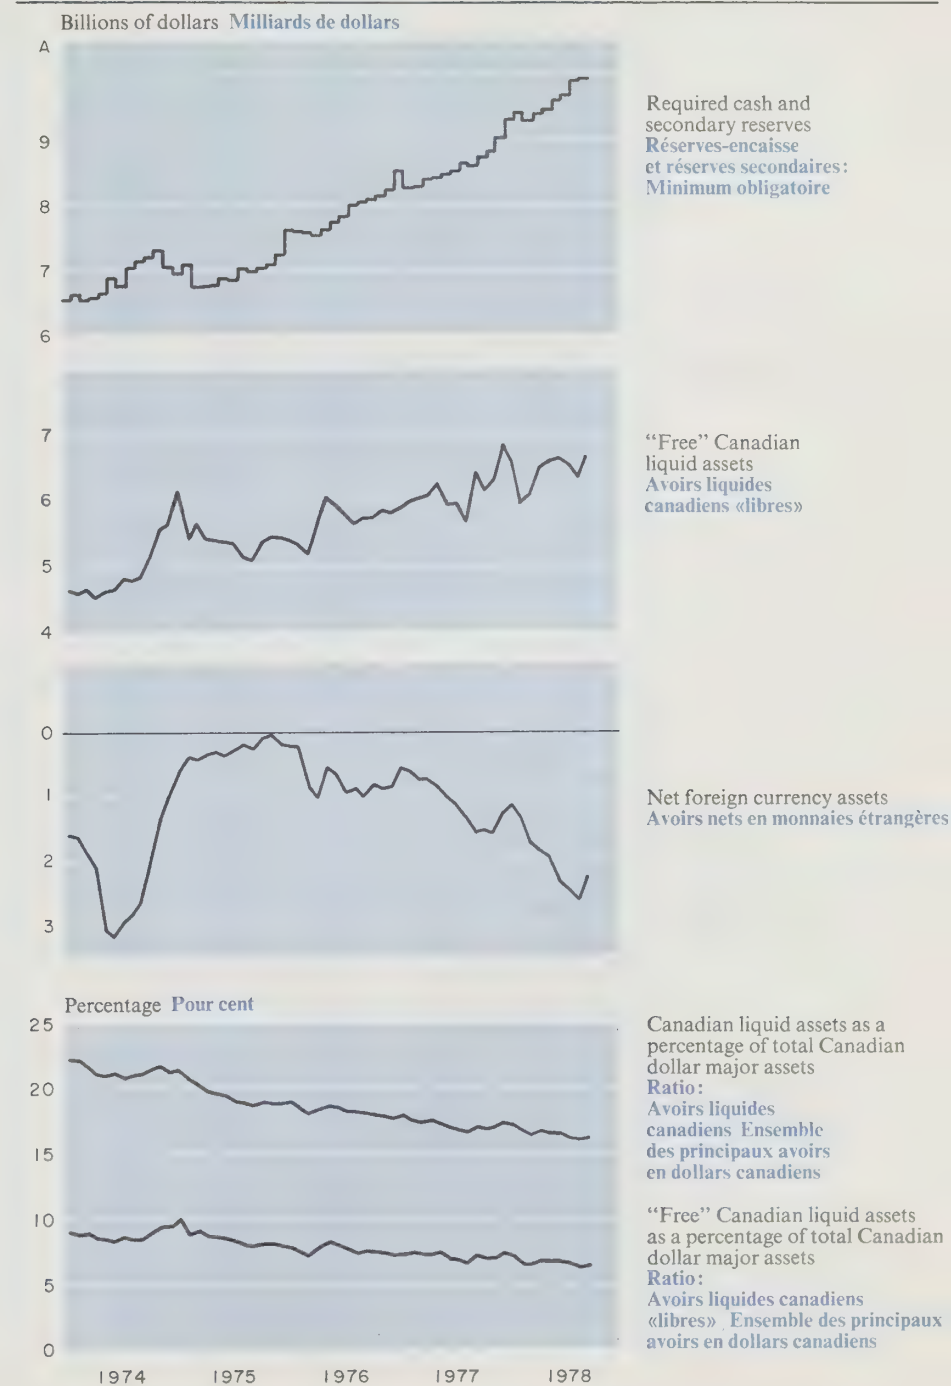 Billions of dollars Milliards de dollars
A
9
8
7
6
Required cash and
secondary reserves
Réserves-encaisse
et réserves secondaires:
Minimum obligatoire
7
6
5
4
"Free" Canadian
liquid assets
Avoirs liquides
canadiens «libres»
0
1
2
3
Net foreign currency assets
Avoirs nets en monnaies étrangères
Percentage Pour cent
25
20
15
10
5
0
Canadian liquid assets as a
percentage of total Canadian
dollar major assets
Ratio:
Avoirs liquides
canadiens Ensemble
des principaux avoirs
en dollars canadiens
"Free" Canadian liquid assets
as a percentage of total Canadian
dollar major assets
Ratio:
Avoirs liquides canadiens
«libres» Ensemble des principaux
avoirs en dollars canadiens
1974 1975 1976 1977 1978